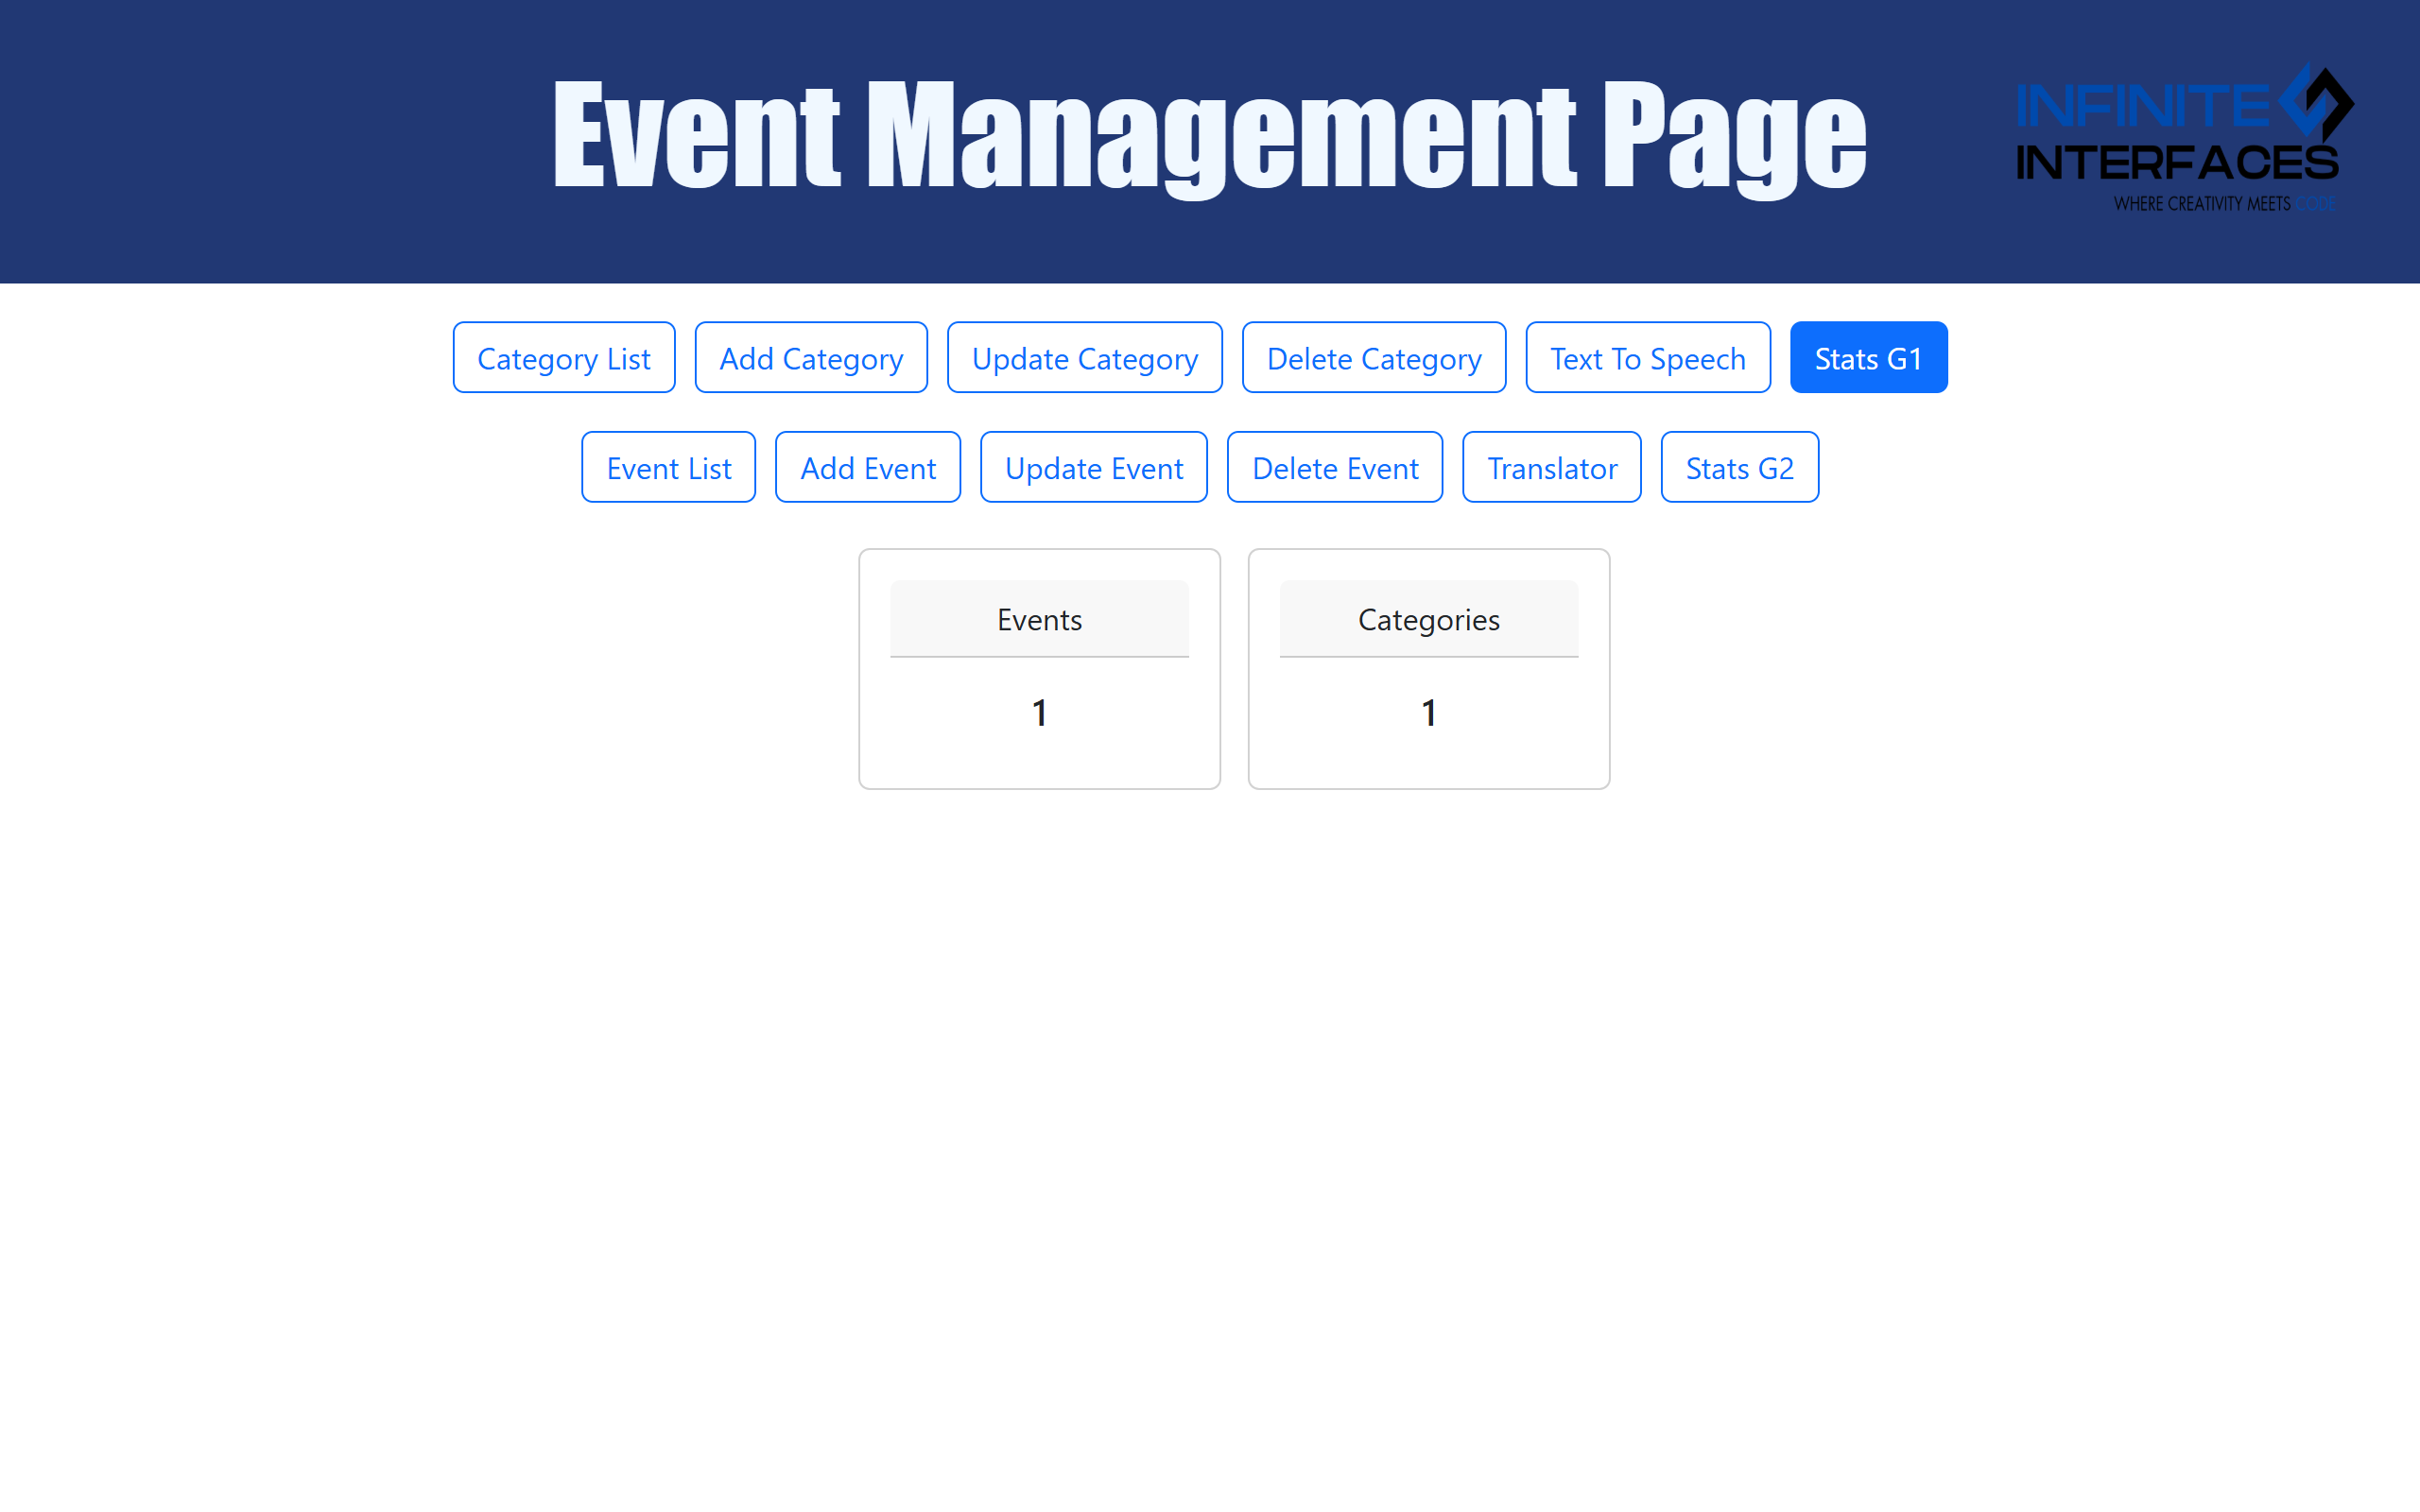 Event Management Page
INFINITE
INTERFACES
WHERE CREATIVITY MEETS CODE
Category List Add Category Update Category Delete Category Text To Speech Stats G1
Event List Add Event Update Event Delete Event Translator Stats G2
Events Categories
1 1